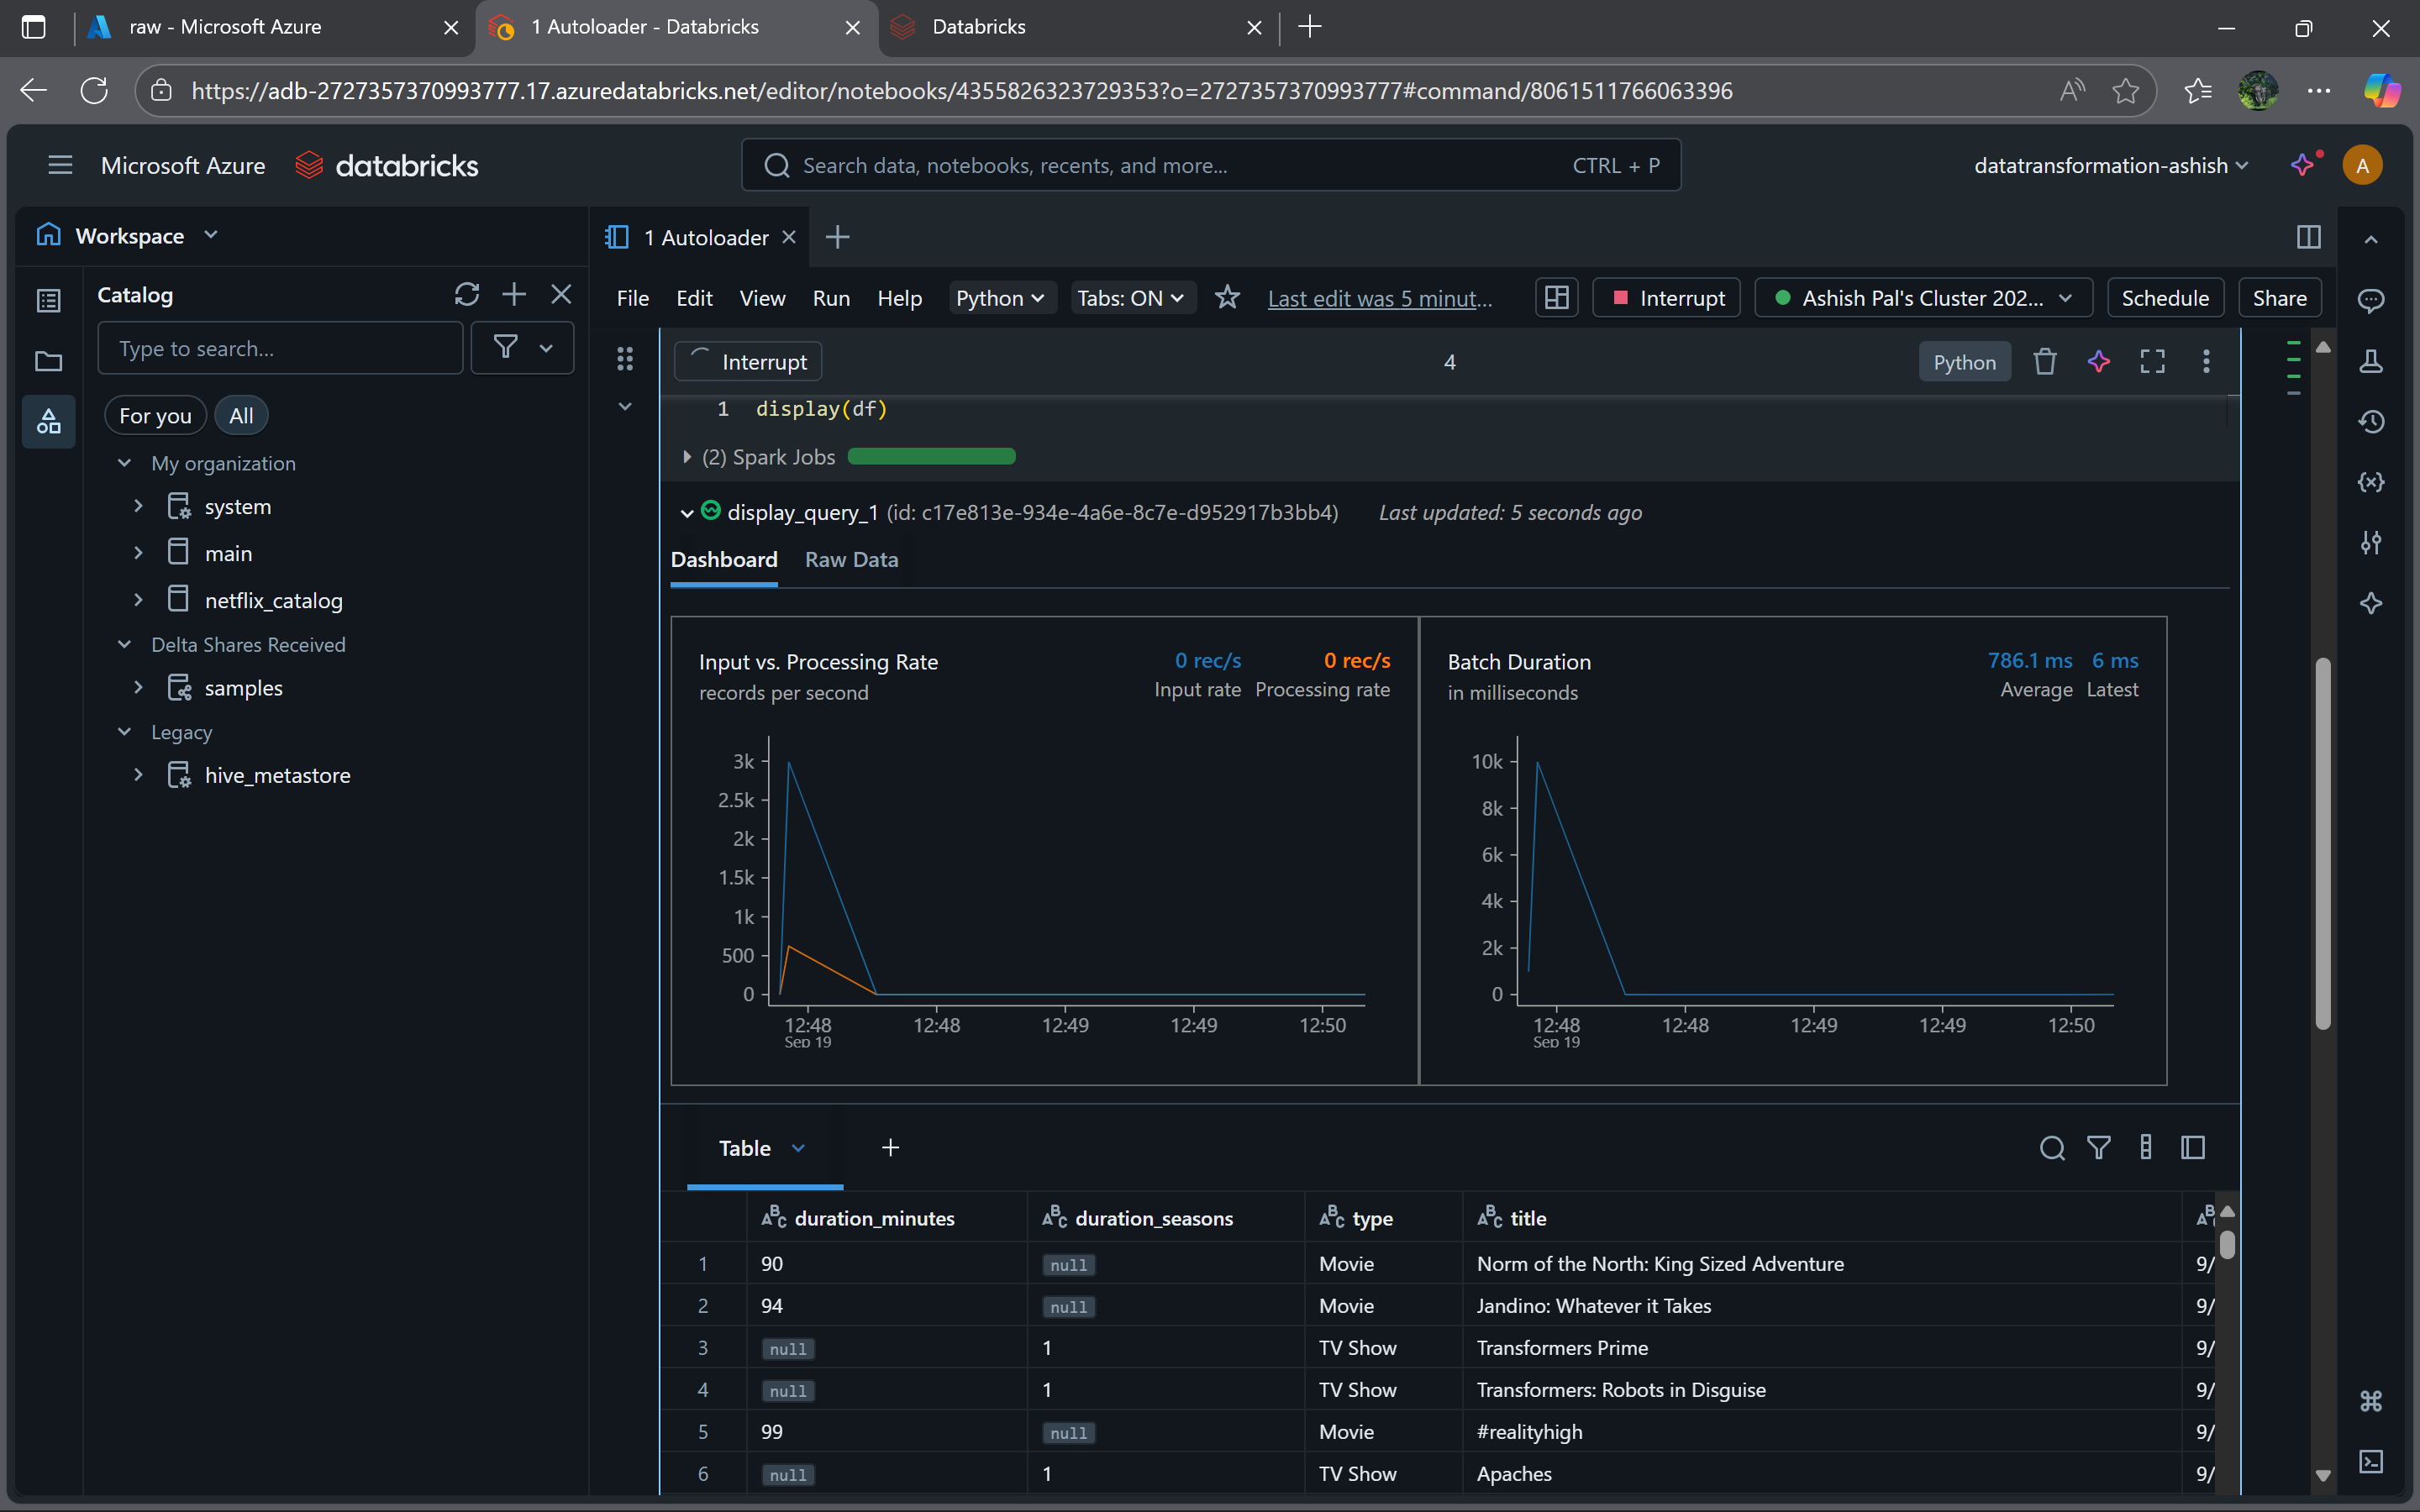 raw - Microsoft Azure
1 Autoloader - Databricks
Databricks
https://adb-2727357370993777.17.azuredatabricks.net/editor/notebooks/4355826323729353?o=2727357370993777#command/8061511766063396
Microsoft Azure databricks
Search data, notebooks, recents, and more... CTRL + P
datatransformation-ashish
A
Workspace
1 Autoloader
Catalog
Type to search...
For you All
My organization
system
main
netflix_catalog
Delta Shares Received
samples
Legacy
hive_metastore
File Edit View Run Help Python Tabs: ON Last edit was 5 minut... Interrupt Ashish Pal's Cluster 202... Schedule Share
Interrupt 4 Python
1 display(df)
(2) Spark Jobs
display_query_1 (id: c17e813e-934e-4a6e-8c7e-d952917b3bb4) Last updated: 5 seconds ago
Dashboard Raw Data
Input vs. Processing Rate
records per second
0 rec/s 0 rec/s
Input rate Processing rate
3k
2.5k
2k
1.5k
1k
500
0
12:48 12:48 12:49 12:49 12:50
Sep 19
Batch Duration
in milliseconds
786.1 ms 6 ms
Average Latest
10k
8k
6k
4k
2k
0
12:48 12:48 12:49 12:49 12:50
Sep 19
Table
duration_minutes duration_seasons type title
1 90 null Movie Norm of the North: King Sized Adventure 9/
2 94 null Movie Jandino: Whatever it Takes 9/
3 null 1 TV Show Transformers Prime 9/
4 null 1 TV Show Transformers: Robots in Disguise 9/
5 99 null Movie #realityhigh 9/
6 null 1 TV Show Apaches 9/